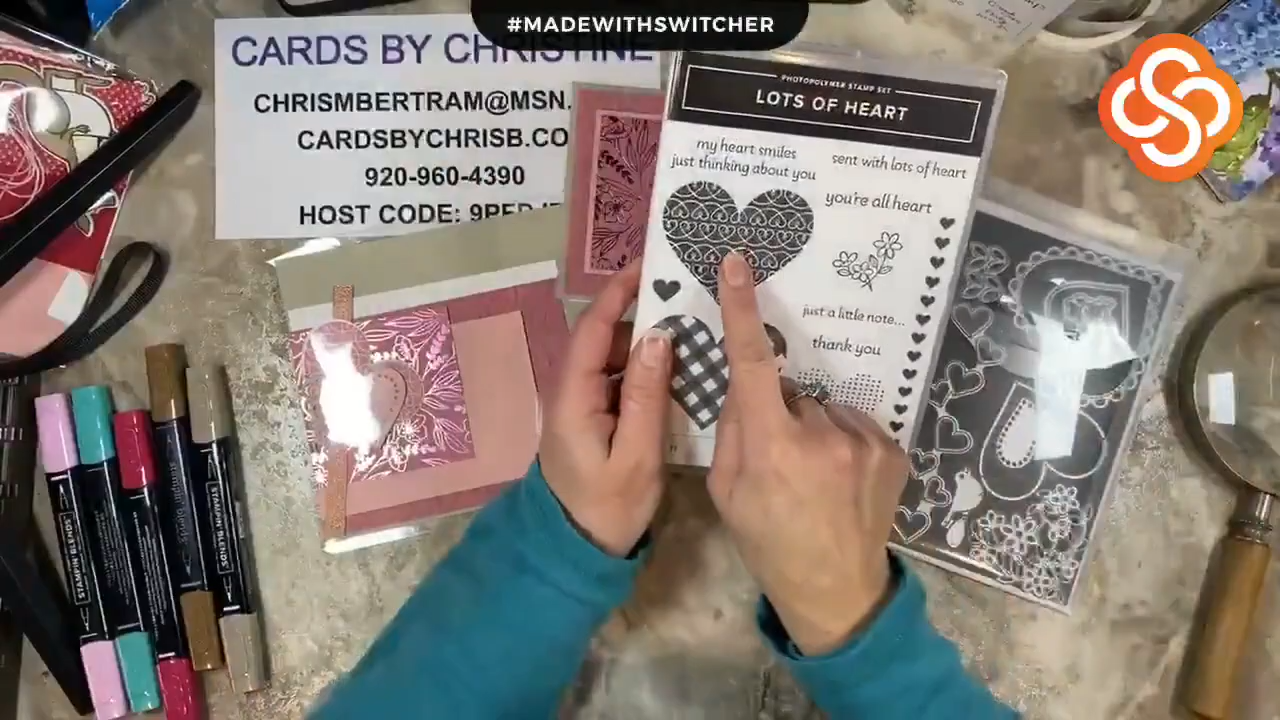 #MADEWITHSWITCHER
CARDS BY CHRISTINE
CHRISMBERTRAM@MSN.
CARDSBYCHRISB.CO
920-960-4390
HOST CODE:
PHOTOPOLYMER STAMP SET
LOTS OF HEART
my heart smiles
just thinking about you
sent with lots of heart
you're all heart
just a little note...
thank you
STAMPIN' BLENDS
STAMPIN' BLENDS